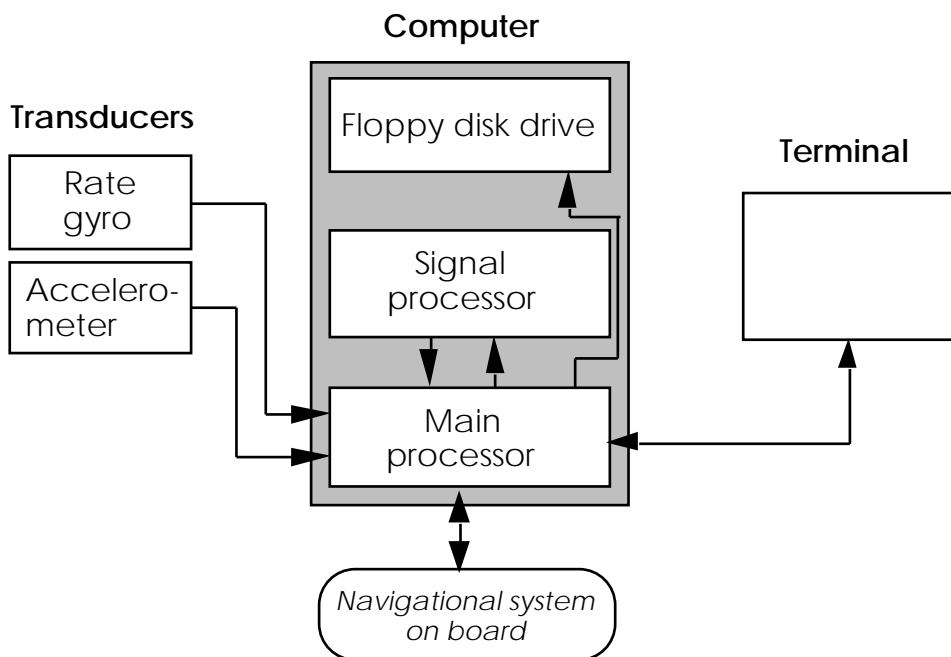 Computer
Floppy disk drive
Transducers
Rate
gyro
Accelero-
meter
Signal
processor
Main
processor
Terminal
Navigational system
on board